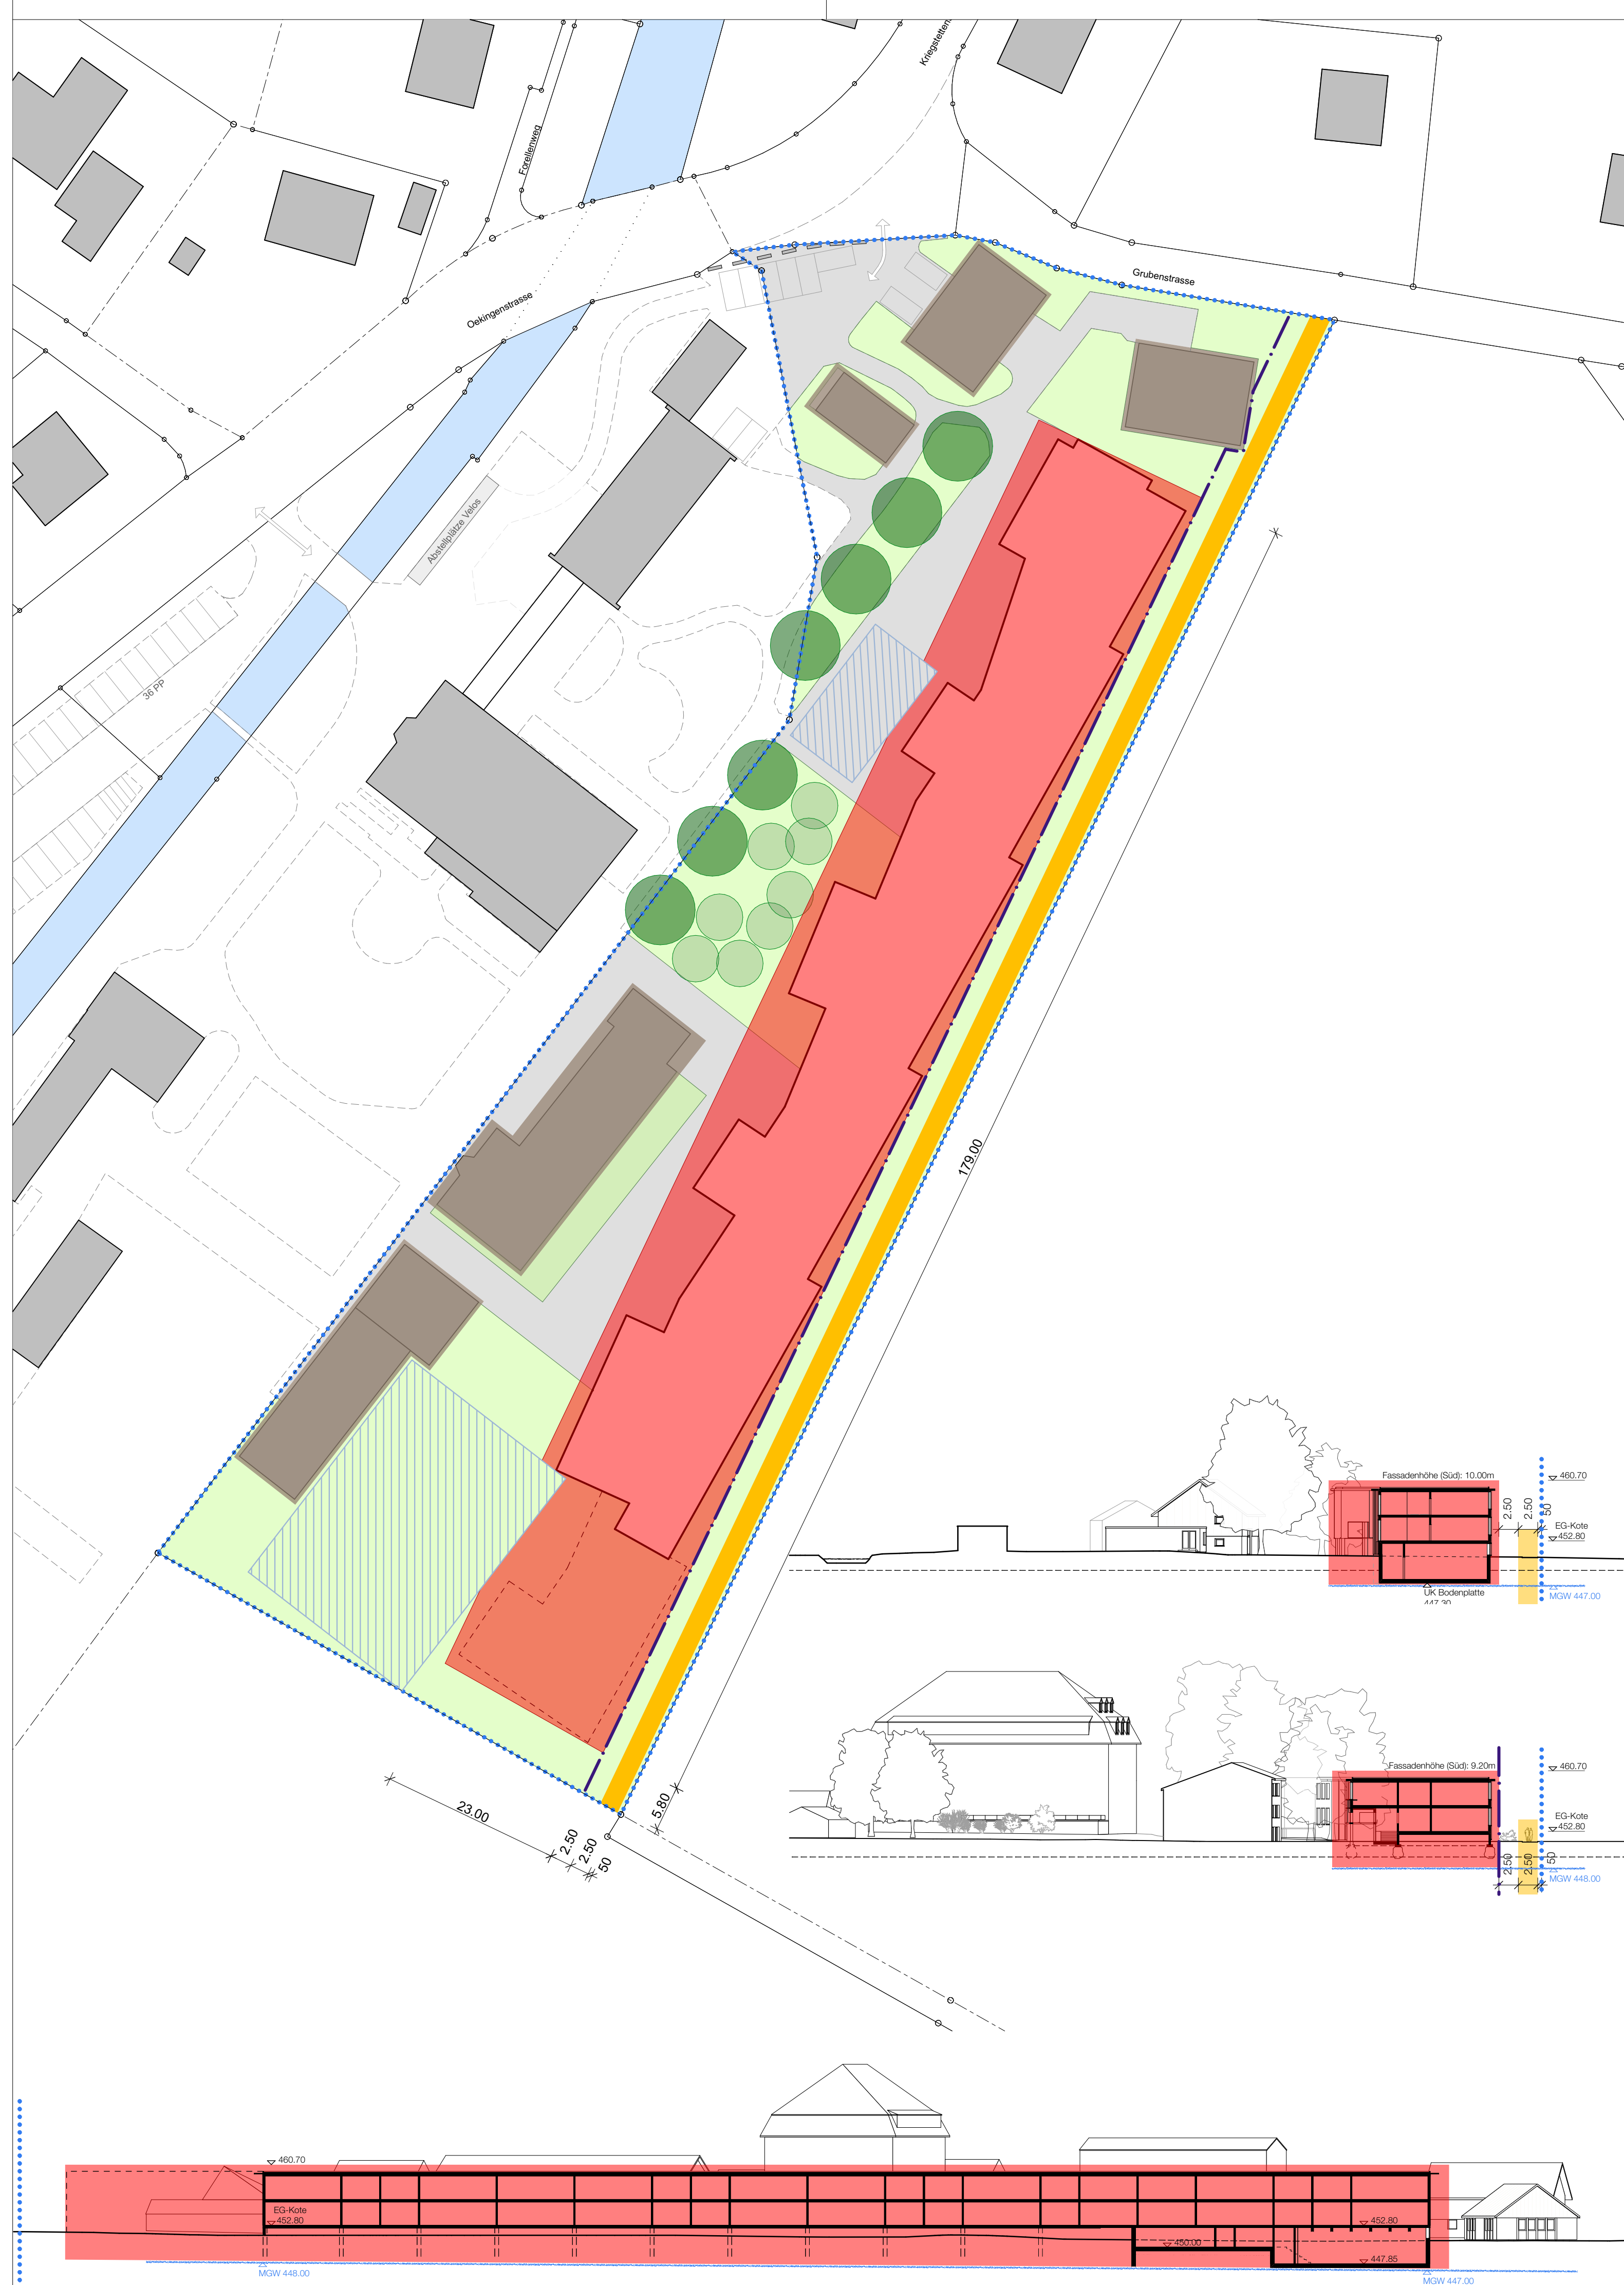 Kriegstetten
Forellenweg
Oekingenstrasse
Grubenstrasse
Abstellplätze Velos
36 PP
179.00
23.00
2.50
2.50
50
5.80
Fassadenhöhe (Süd): 10.00m
460.70
2.50
2.50
50
EG-Kote
452.80
UK Bodenplatte
447.30
MGW 447.00
Fassadenhöhe (Süd): 9.20m
460.70
EG-Kote
452.80
2.50
2.50
50
MGW 448.00
460.70
EG-Kote
452.80
452.80
450.00
447.85
MGW 448.00
MGW 447.00